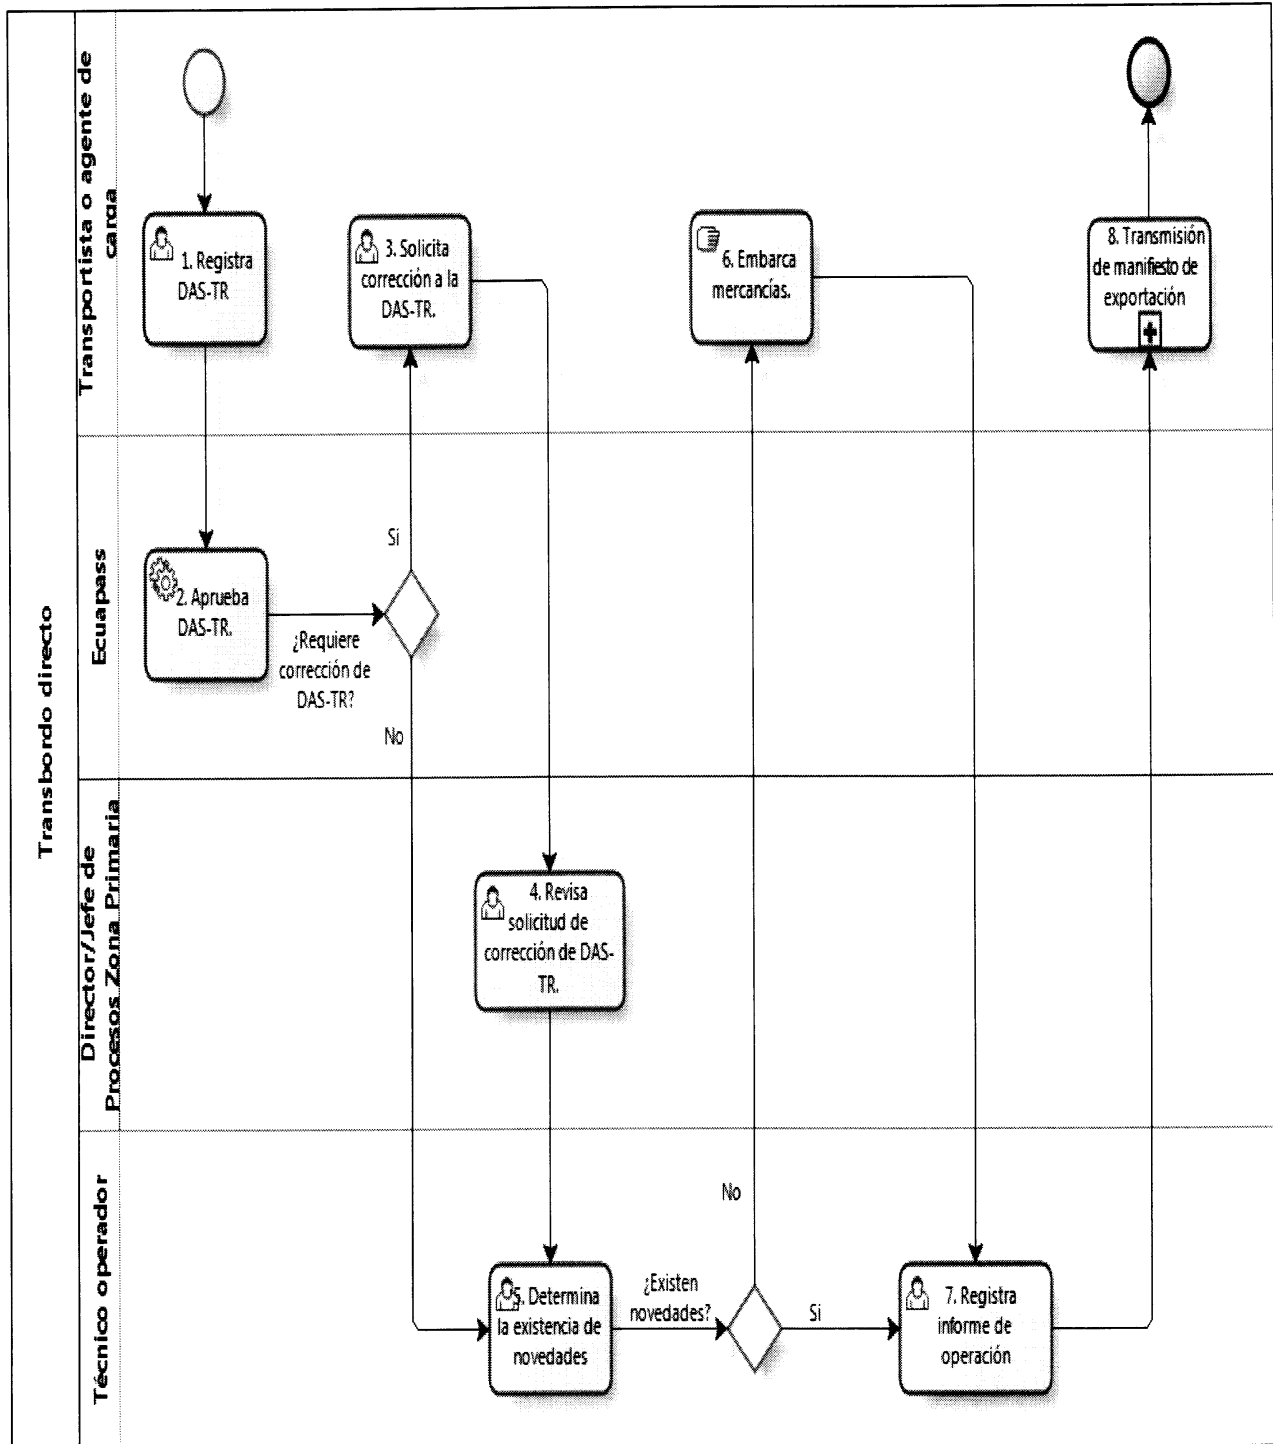 Transbordo directo
Transportista o agente de
carga
1. Registra
DAS-TR
3. Solicita
corrección a la
DAS-TR.
6. Embarca
mercancías.
8. Transmisión
de manifiesto de
exportación
Ecuapass
2. Aprueba
DAS-TR.
¿Requiere
corrección de
DAS-TR?
Si
No
Director/Jefe de
Procesos Zona Primaria
4. Revisa
solicitud de
corrección de DAS-
TR.
Técnico operador
5. Determina
la existencia de
novedades
¿Existen
novedades?
No
Si
7. Registra
informe de
operación